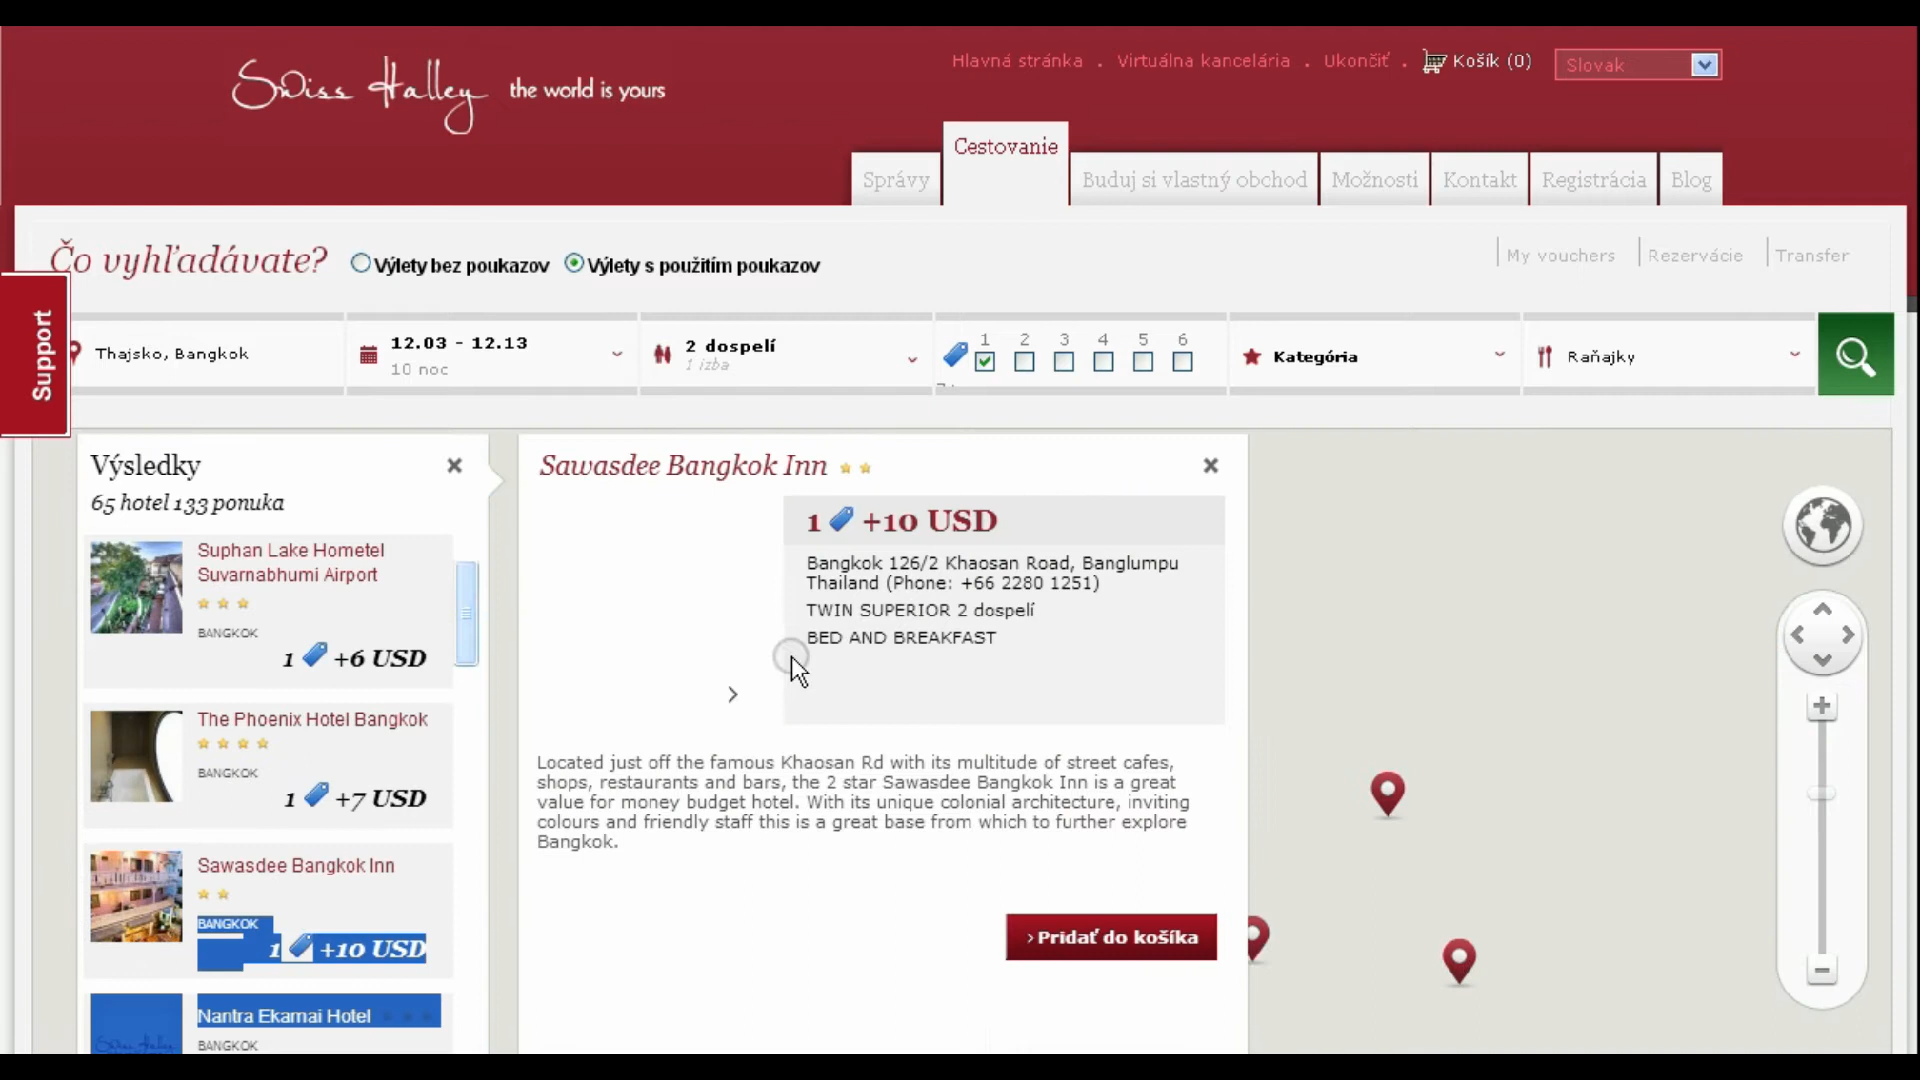 Swiss Halley the world is yours
Hlavná stránka . Virtuálna kancelária . Ukončiť . Košík (0) Slovak
Správy Cestovanie Buduj si vlastný obchod Možnosti Kontakt Registrácia Blog
Čo vyhľadávate? Výlety bez poukazov Výlety s použitím poukazov
My vouchers Rezervácie Transfer
Support
Thajsko, Bangkok
12.03 - 12.13
10 noc
2 dospelí
1 izba
1 2 3 4 5 6
Kategória
Raňajky
Výsledky
65 hotel 133 ponuka
Suphan Lake Hometel
Suvarnabhumi Airport
BANGKOK
1 +6 USD
The Phoenix Hotel Bangkok
BANGKOK
1 +7 USD
Sawasdee Bangkok Inn
BANGKOK
1 +10 USD
Nantra Ekamai Hotel
BANGKOK
Sawasdee Bangkok Inn
1 +10 USD
Bangkok 126/2 Khaosan Road, Banglumpu
Thailand (Phone: +66 2280 1251)
TWIN SUPERIOR 2 dospelí
BED AND BREAKFAST
Located just off the famous Khaosan Rd with its multitude of street cafes,
shops, restaurants and bars, the 2 star Sawasdee Bangkok Inn is a great
value for money budget hotel. With its unique colonial architecture, inviting
colours and friendly staff this is a great base from which to further explore
Bangkok.
› Pridať do košíka